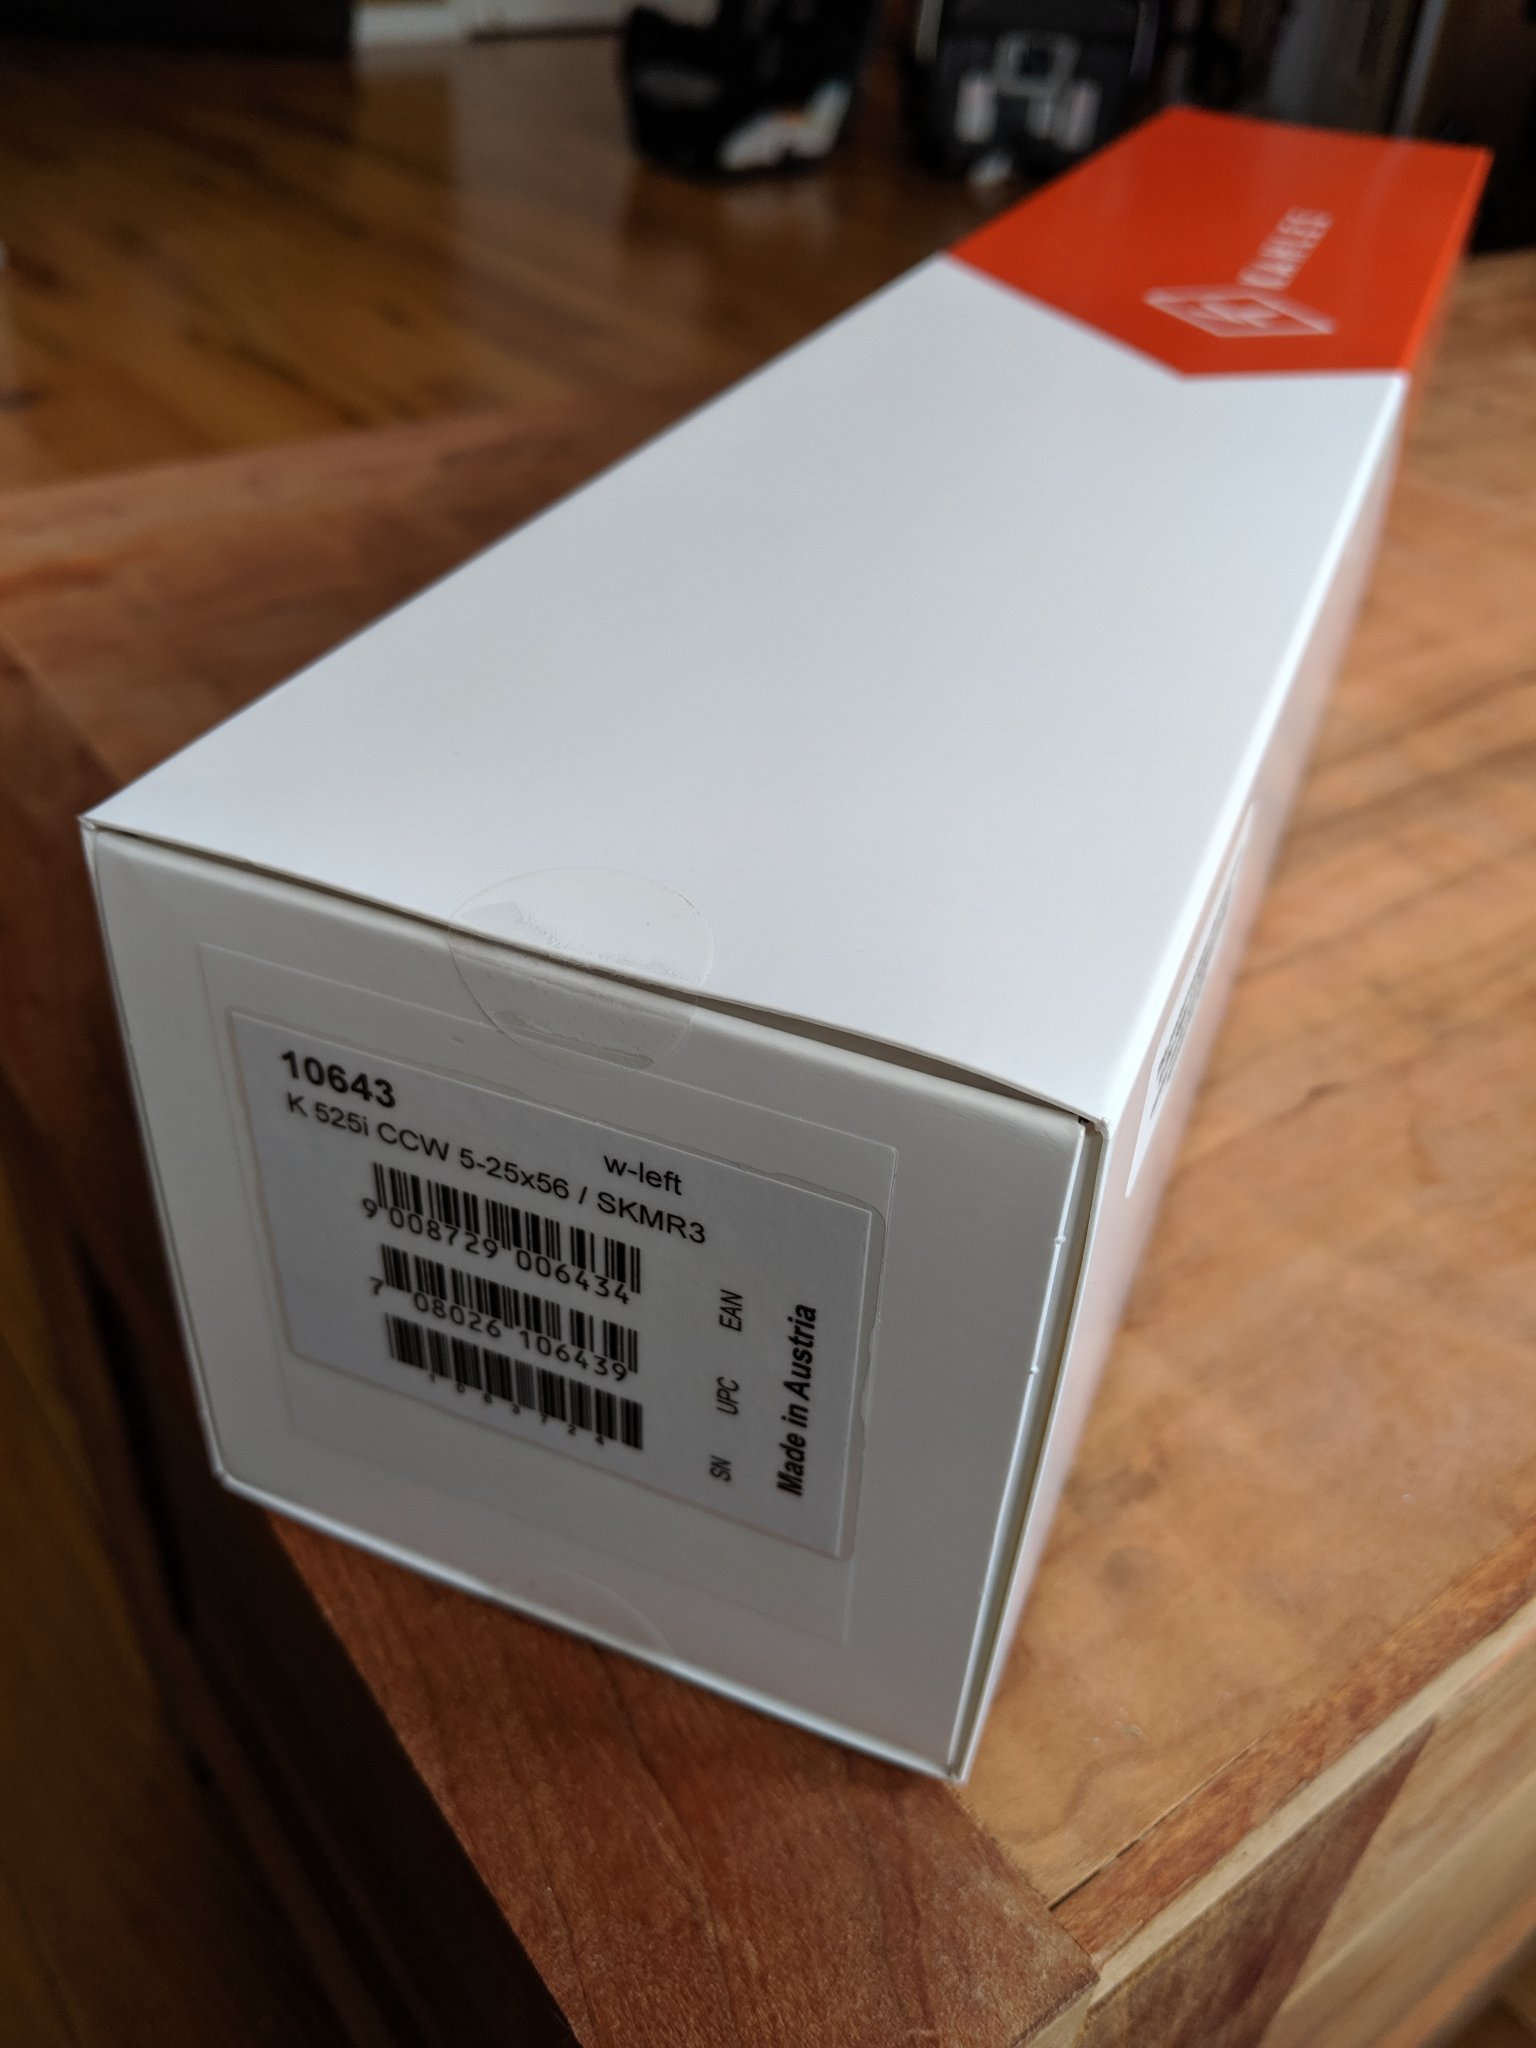 KAHLES
10643
K 525i CCW 5-25x56 / SKMR3
w-left
9 008729 006434
EAN
7 08026 106439
UPC
SN
Made in Austria